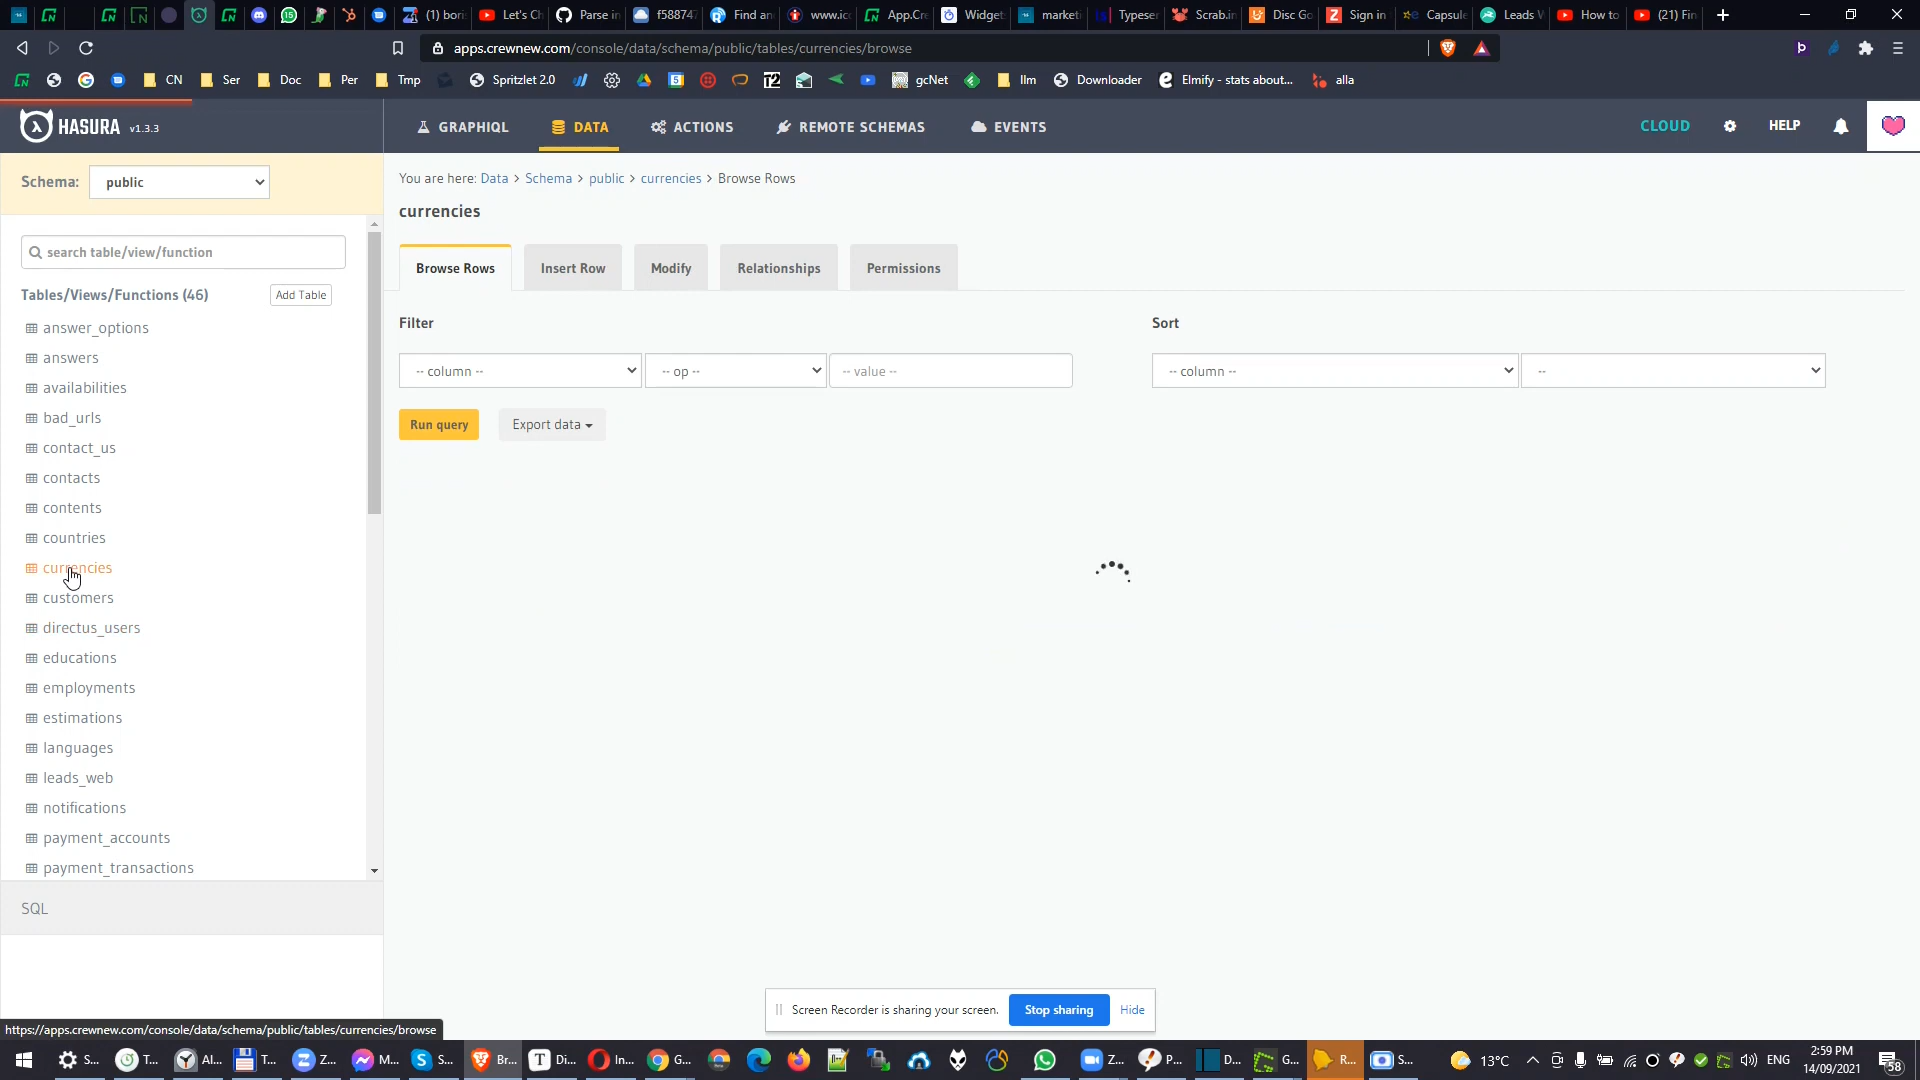 (1) bori
Let's Ch
Parse in
f588747
Find an
www.ico
App.Cre
Widget
marketi
Typeser
Scrab.in
Disc Go
Sign in
Capsule
Leads W
How to
(21) Fin
apps.crewnew.com/console/data/schema/public/tables/currencies/browse
CN
Ser
Doc
Per
Tmp
Spritzlet 2.0
gcNet
llm
Downloader
Elmify - stats about...
alla
HASURA v1.3.3
GRAPHIQL
DATA
ACTIONS
REMOTE SCHEMAS
EVENTS
CLOUD
HELP
Schema: public
You are here: Data > Schema > public > currencies > Browse Rows
currencies
search table/view/function
Browse Rows
Insert Row
Modify
Relationships
Permissions
Tables/Views/Functions (46)
Add Table
Filter
Sort
answer_options
answers
availabilities
bad_urls
contact_us
contacts
contents
countries
currencies
customers
directus_users
educations
employments
estimations
languages
leads_web
notifications
payment_accounts
payment_transactions
-- column --
-- op --
-- value --
-- column --
--
Run query
Export data
SQL
Screen Recorder is sharing your screen.
Stop sharing
Hide
https://apps.crewnew.com/console/data/schema/public/tables/currencies/browse
S...
T...
Al...
T...
Z...
M...
S...
Br...
Di...
In...
G...
Z...
P...
D...
G...
R...
S...
13°C
ENG
2:59 PM
14/09/2021
58